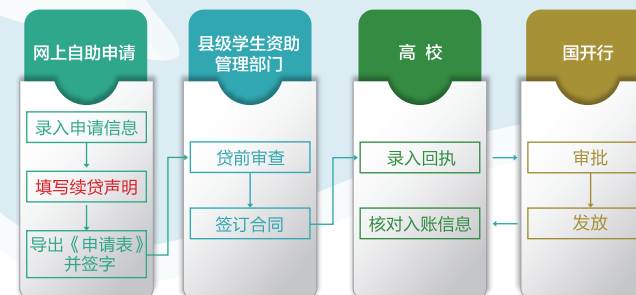 网上自助申请
录入申请信息
填写续贷声明
导出《申请表》
并签字
县级学生资助
管理部门
贷前审查
签订合同
高 校
录入回执
核对入账信息
国开行
审批
发放